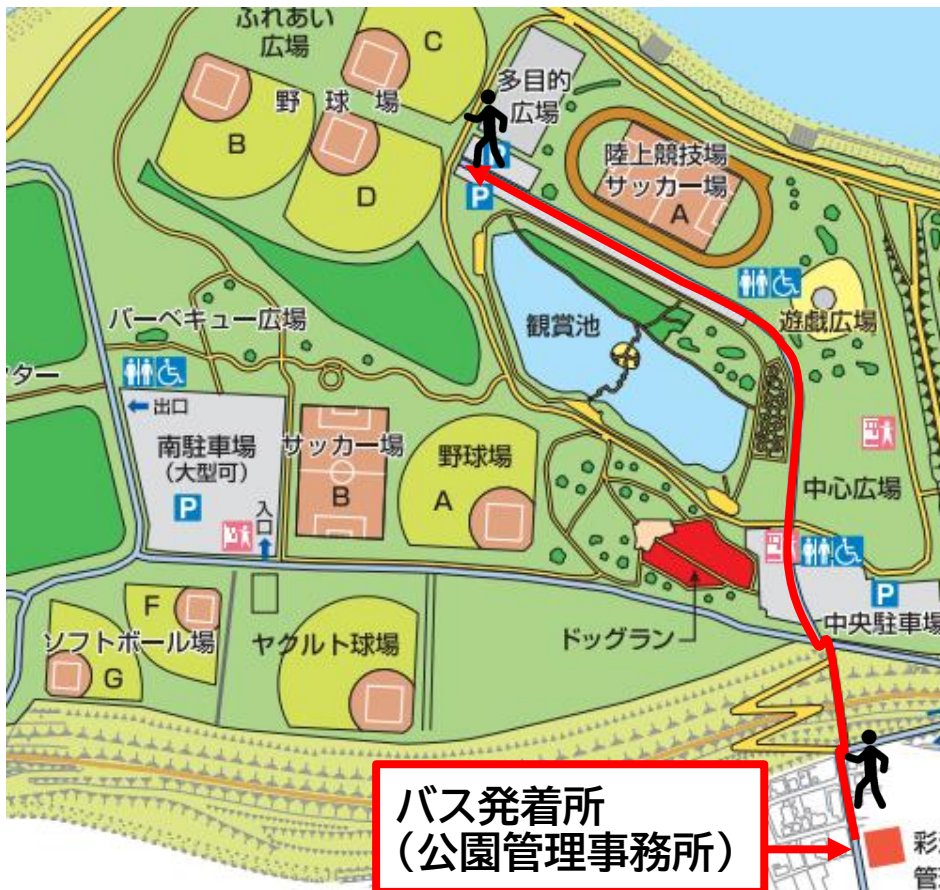 ふれあい
広場
C
野球場
B
D
多目的
広場
P
P
陸上競技場
サッカー場
A
観賞池
遊戯広場
バーベキュー広場
ター
出口
南駐車場
(大型可)
P
入口
サッカー場
B
野球場
A
中心広場
P
中央駐車場
ドッグラン
F
ソフトボール場
G
ヤクルト球場
バス発着所
(公園管理事務所)
彩
管